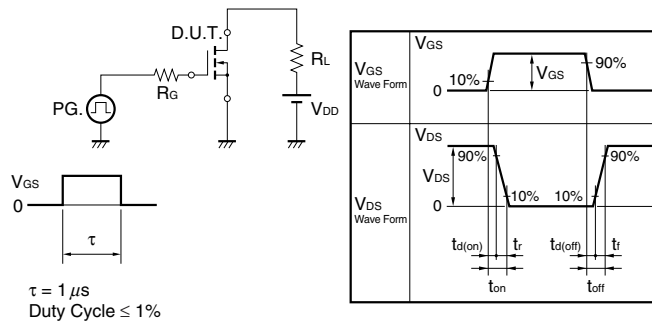 D.U.T.
RL
RG
PG.
VDD
VGS
0
τ
τ = 1 μs
Duty Cycle ≤ 1%
VGS
Wave Form
VGS
10%
VGS
90%
0
VDS
Wave Form
VDS
90%
VDS
10%
10%
90%
0
td(on) tr td(off) tf
ton toff